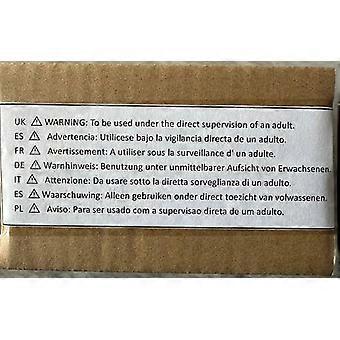 UK ⚠ WARNING: To be used under the direct supervision of an adult.
ES ⚠ Advertencia: Utilicese bajo la vigilancia directa de un adulto.
FR ⚠ Avertissement: A utiliser sous la surveillance d' un adulte.
DE ⚠ Warnhinweis: Benutzung unter unmittelbarer Aufsicht von Erwachsenen.
IT ⚠ Attenzione: Da usare sotto la diretta sorveglianza di un adulto.
ES ⚠ Waarschuwing: Alleen gebruiken onder direct toezicht van volwassenen.
PL ⚠ Aviso: Para ser usado com a supervisao direta de um adulto.